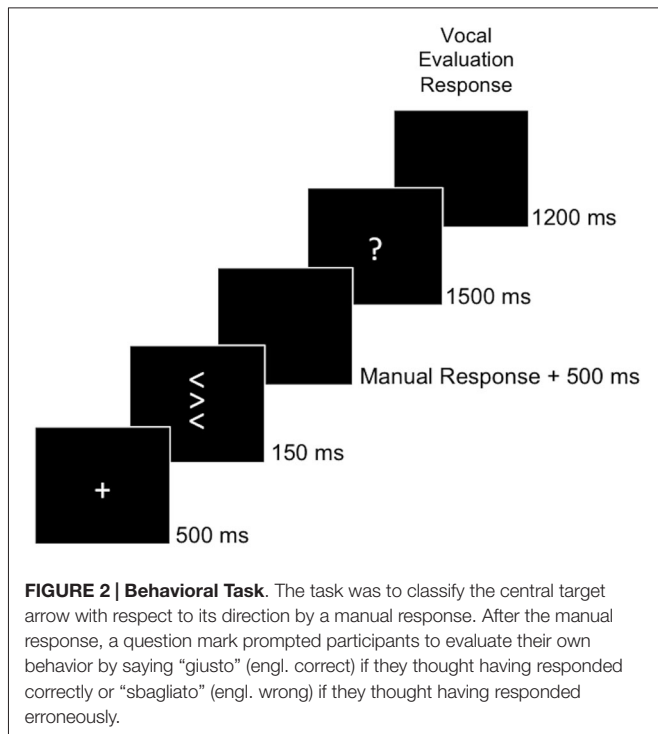 Vocal
Evaluation
Response
1200 ms
?
1500 ms
Manual Response + 500 ms
<
>
<
150 ms
+
500 ms
FIGURE 2 | Behavioral Task. The task was to classify the central target
arrow with respect to its direction by a manual response. After the manual
response, a question mark prompted participants to evaluate their own
behavior by saying “giusto” (engl. correct) if they thought having responded
correctly or “sbagliato” (engl. wrong) if they thought having responded
erroneously.